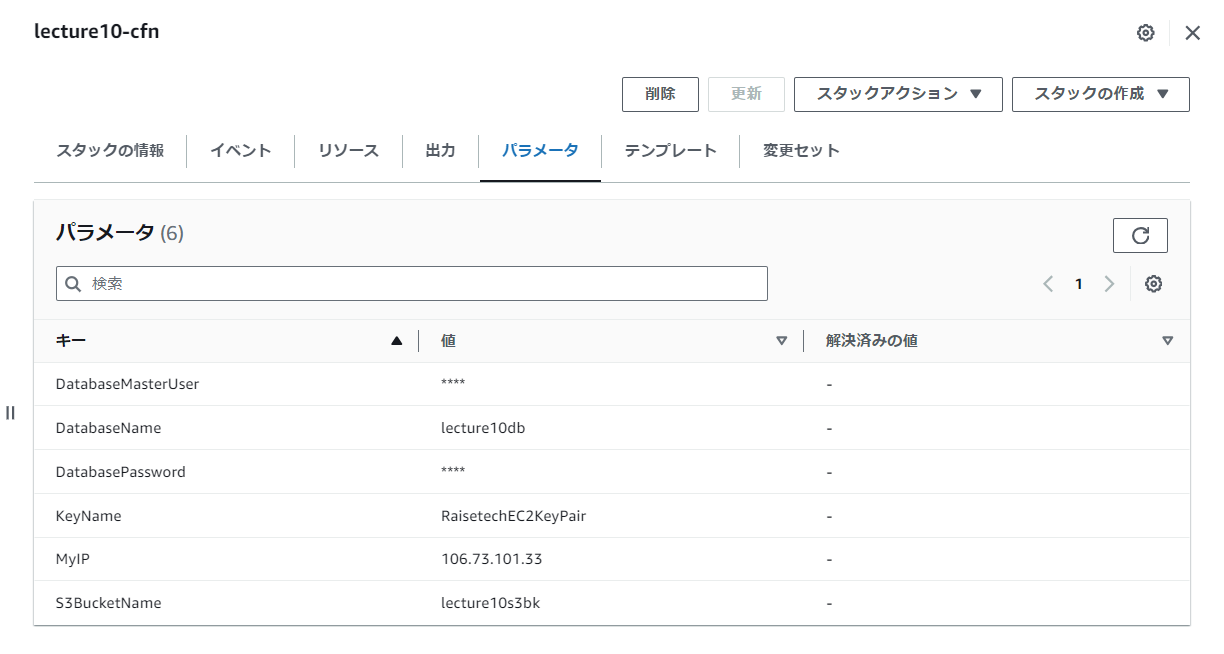 lecture10-cfn
削除 更新 スタックアクション ▼ スタックの作成 ▼
スタックの情報 イベント リソース 出力 パラメータ テンプレート 変更セット
パラメータ (6)
検索 1
キー 値 解決済みの値
DatabaseMasterUser **** -
DatabaseName lecture10db -
DatabasePassword **** -
KeyName RaisetechEC2KeyPair -
MyIP 106.73.101.33 -
S3BucketName lecture10s3bk -